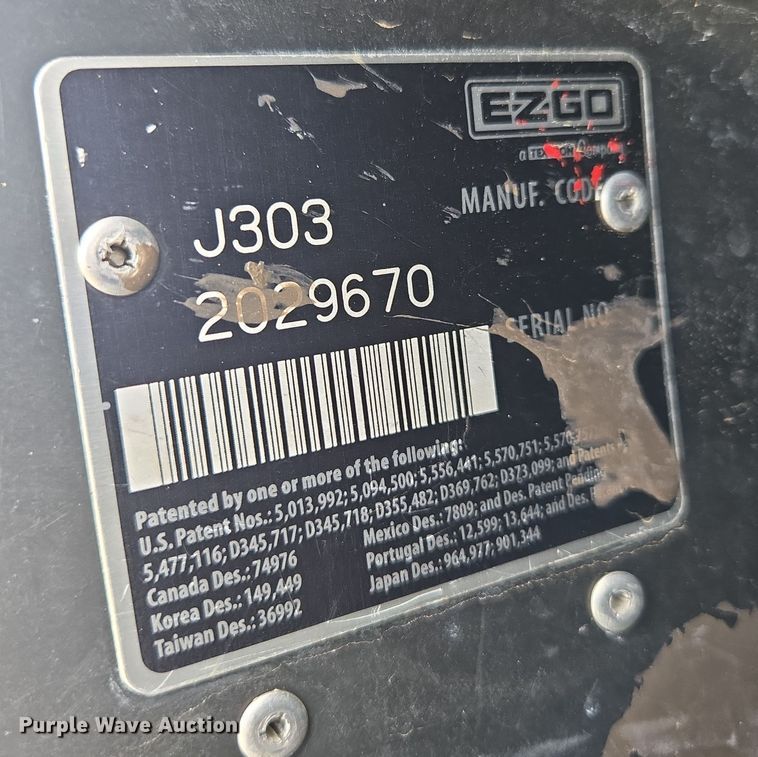 EZGO
a TEXTRON Company
MANUF. CODE
J303
2029670
SERIAL NO
Patented by one or more of the following:
U.S. Patent Nos.: 5,013,992; 5,094,500; 5,556,441; 5,570,751;
5,477,116; D345,717; D345,718; D355,482; D369,762; D373,099; and Patents
Canada Des.: 74976
Korea Des.: 149,449
Taiwan Des.: 36992
Mexico Des.: 7809; and Des. Patent Pending
Portugal Des.: 12,599; 13,644; and Des.
Japan Des.: 964,977; 901,344
Purple Wave Auction